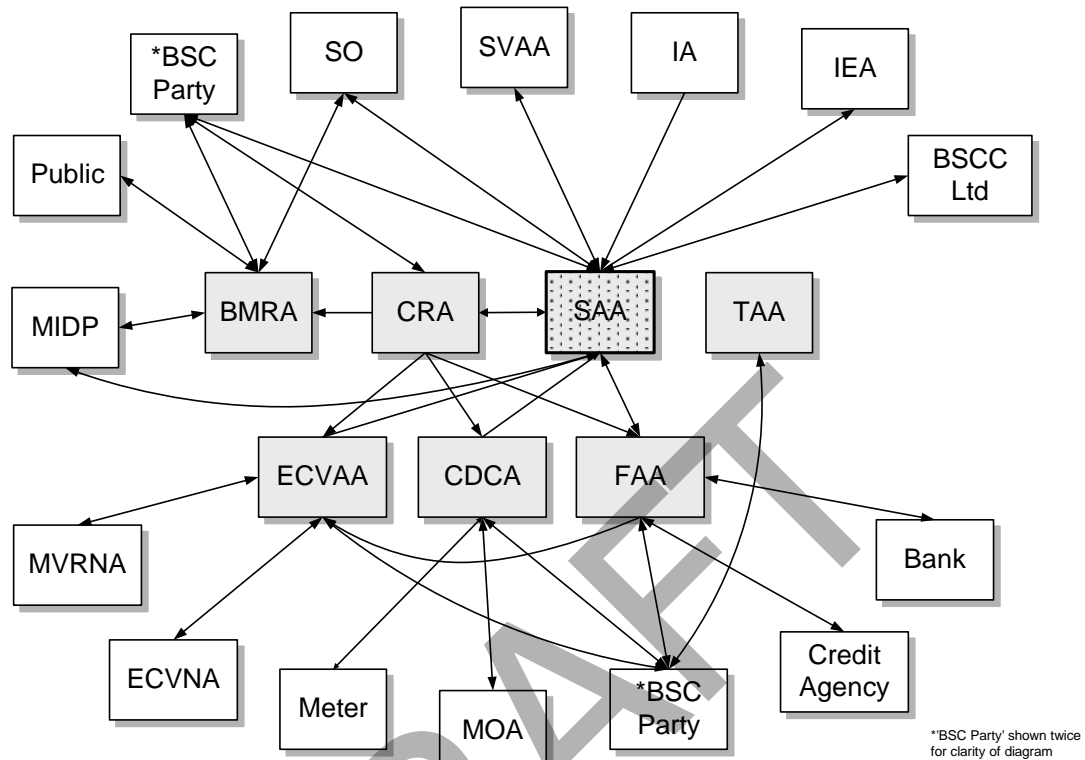 *BSC
Party
SO
SVAA
IA
IEA
Public
BSCC
Ltd
MIDP
BMRA
CRA
SAA
TAA
ECVAA
CDCA
FAA
MVRNA
Bank
ECVNA
Meter
MOA
*BSC
Party
Credit
Agency
*'BSC Party' shown twice
for clarity of diagram
DRAFT